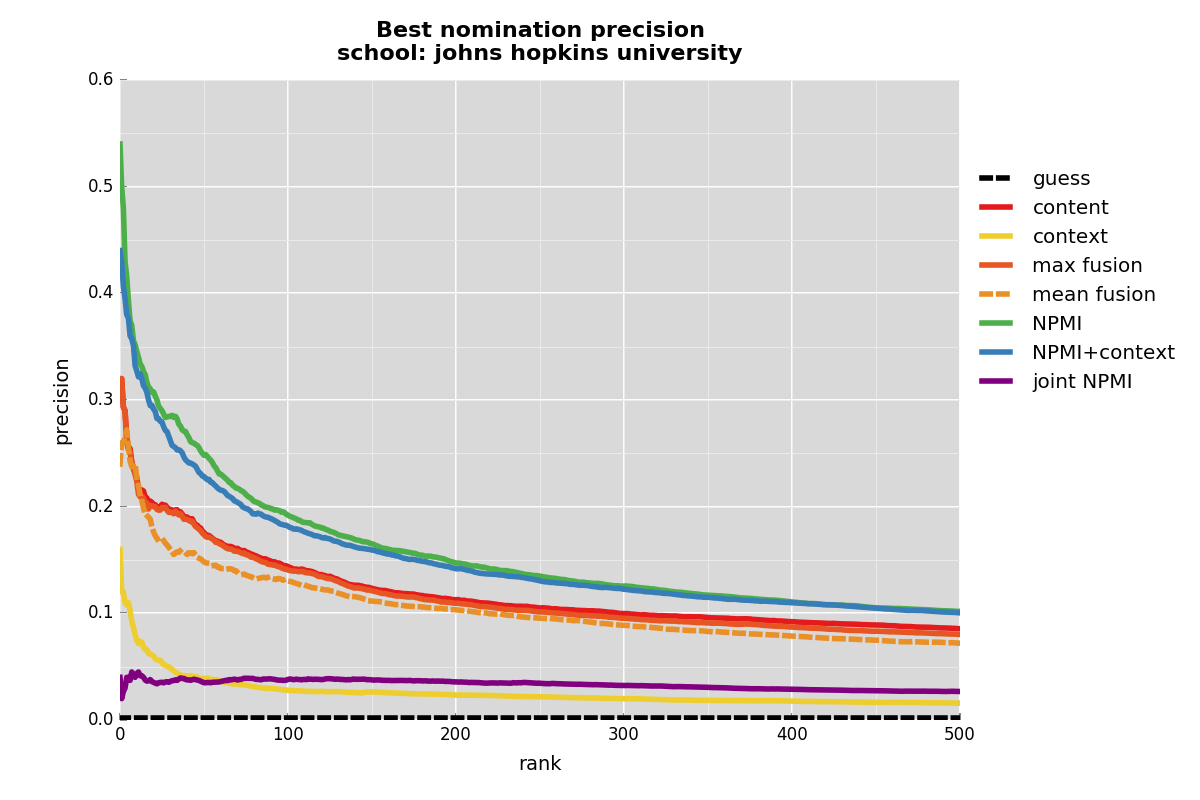 Best nomination precision
school: johns hopkins university
0.6
0.5
0.4
0.3
0.2
0.1
0.0
precision
0
100
200
300
400
500
rank
guess
content
context
max fusion
mean fusion
NPMI
NPMI+context
joint NPMI